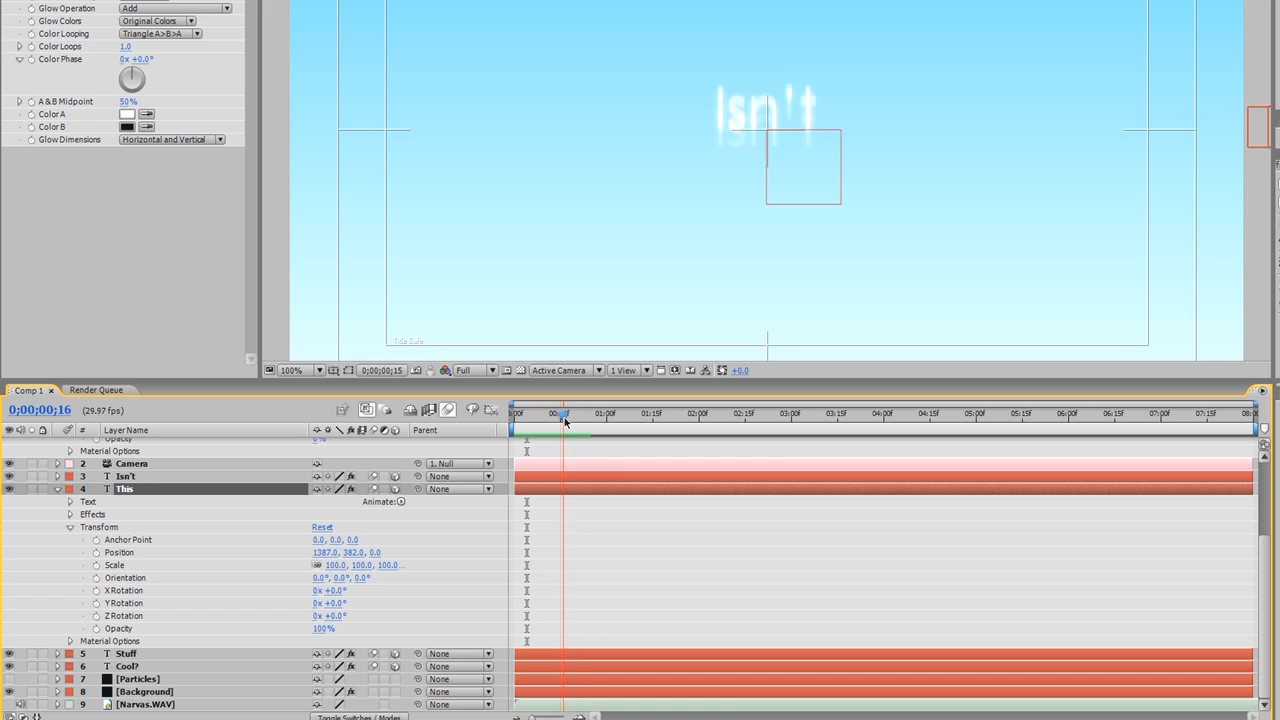 Glow Operation Add
Glow Colors Original Colors
Color Looping Triangle A>B>A
Color Loops 1.0
Color Phase 0x +0.0°
A & B Midpoint 50%
Color A
Color B
Glow Dimensions Horizontal and Vertical
Isn't
Title Safe
100% 0;00;00;15 Full Active Camera 1 View +0.0
Comp 1 × Render Queue
0;00;00;16 (29.97 fps)
01:00f 01:15f 02:00f 02:15f 03:00f 03:15f 04:00f 04:15f 05:00f 05:15f 06:00f 06:15f 07:00f 07:15f
# Layer Name Parent
Opacity 0%
Material Options
2 Camera 1. Null
3 T Isn't None
4 T This None
Text Animate:
Effects
Transform Reset
Anchor Point 0.0, 0.0, 0.0
Position 1387.0, 382.0, 0.0
Scale 100.0, 100.0, 100.0...
Orientation 0.0°, 0.0°, 0.0°
X Rotation 0x +0.0°
Y Rotation 0x +0.0°
Z Rotation 0x +0.0°
Opacity 100%
Material Options
5 T Stuff None
6 T Cool? None
7 [Particles] None
8 [Background] None
9 [Narvas.WAV] None
Toggle Switches / Modes